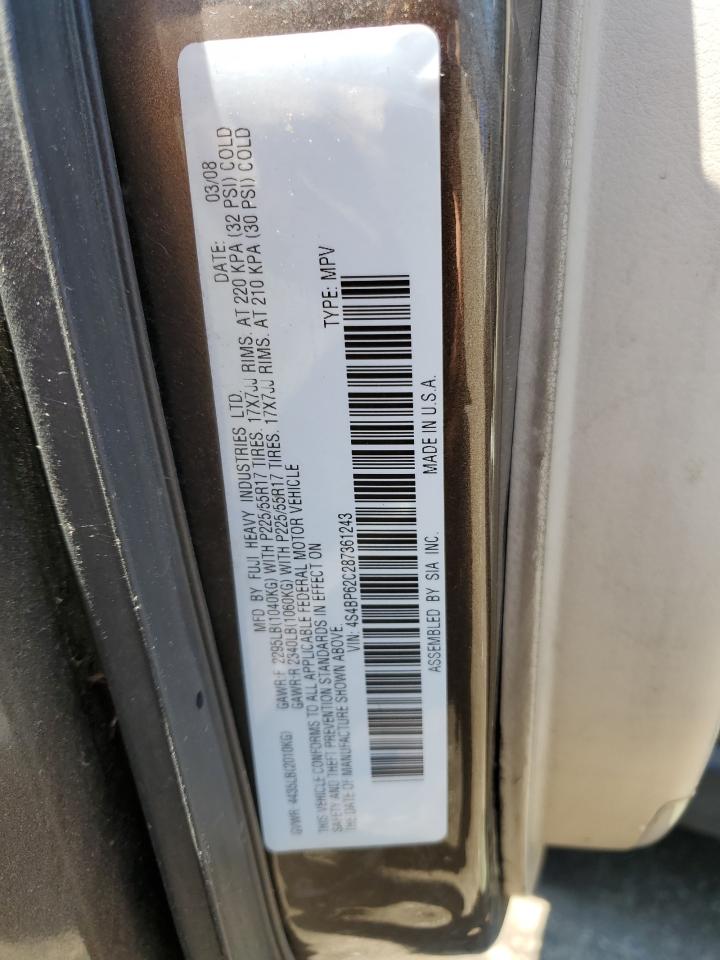 MFD BY FUJI HEAVY INDUSTRIES LTD. DATE: 03/08
GVWR 4435LB(2010KG) GAWR-F 2295LB(1040KG) WITH P225/55R17 TIRES. 17X7JJ RIMS. AT 220 KPA (32 PSI) COLD
GAWR-R 2340LB(1060KG) WITH P225/55R17 TIRES. 17X7JJ RIMS. AT 210 KPA (30 PSI) COLD
THIS VEHICLE CONFORMS TO ALL APPLICABLE FEDERAL MOTOR VEHICLE
SAFETY AND THEFT PREVENTION STANDARDS IN EFFECT ON
THE DATE OF MANUFACTURE SHOWN ABOVE.
VIN: 4S4BP62C287361243 TYPE: MPV
ASSEMBLED BY SIA INC. MADE IN U.S.A.